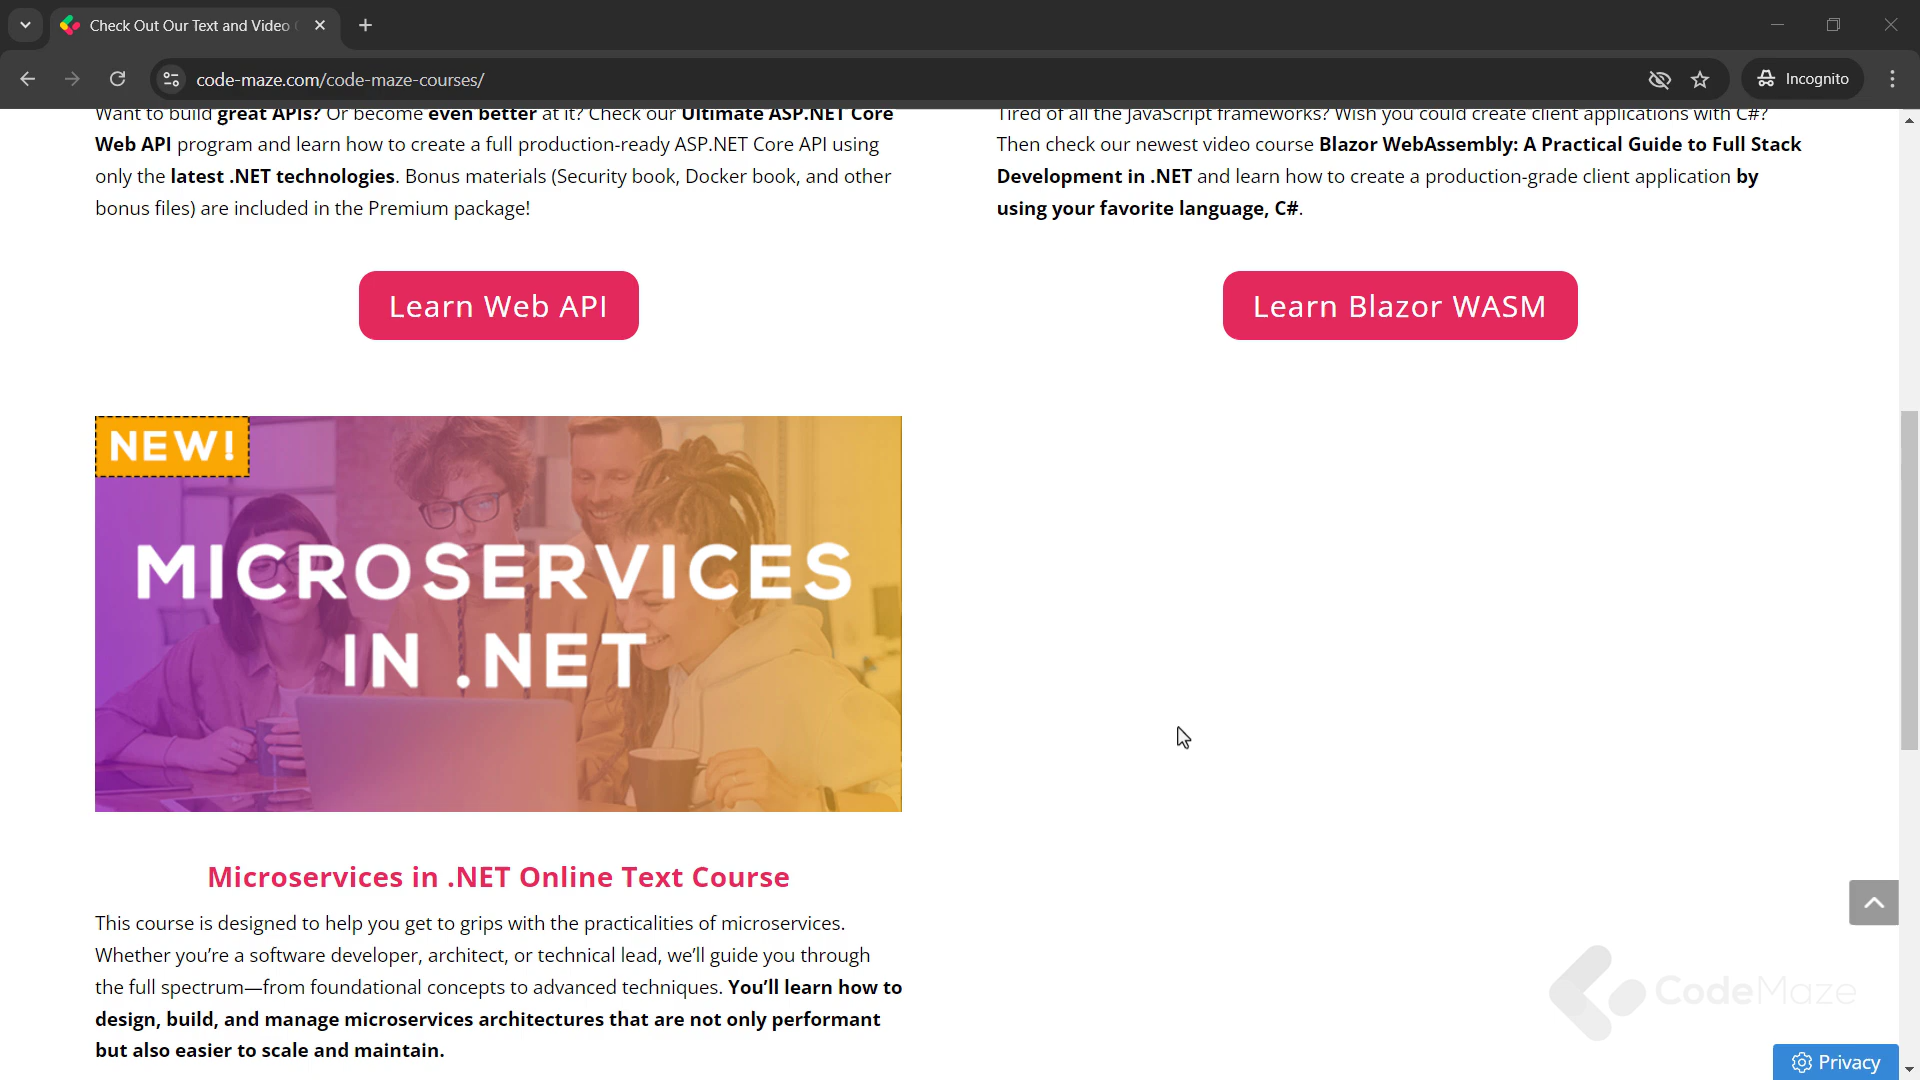 Check Out Our Text and Video
code-maze.com/code-maze-courses/
Incognito
Want to build great APIs? Or become even better at it? Check our Ultimate ASP.NET Core
Web API program and learn how to create a full production-ready ASP.NET Core API using
only the latest .NET technologies. Bonus materials (Security book, Docker book, and other
bonus files) are included in the Premium package!
Learn Web API
Tired of all the JavaScript frameworks? Wish you could create client applications with C#?
Then check our newest video course Blazor WebAssembly: A Practical Guide to Full Stack
Development in .NET and learn how to create a production-grade client application by
using your favorite language, C#.
Learn Blazor WASM
NEW!
MICROSERVICES
IN .NET
Microservices in .NET Online Text Course
This course is designed to help you get to grips with the practicalities of microservices.
Whether you’re a software developer, architect, or technical lead, we’ll guide you through
the full spectrum—from foundational concepts to advanced techniques. You’ll learn how to
design, build, and manage microservices architectures that are not only performant
but also easier to scale and maintain.
CodeMaze
Privacy